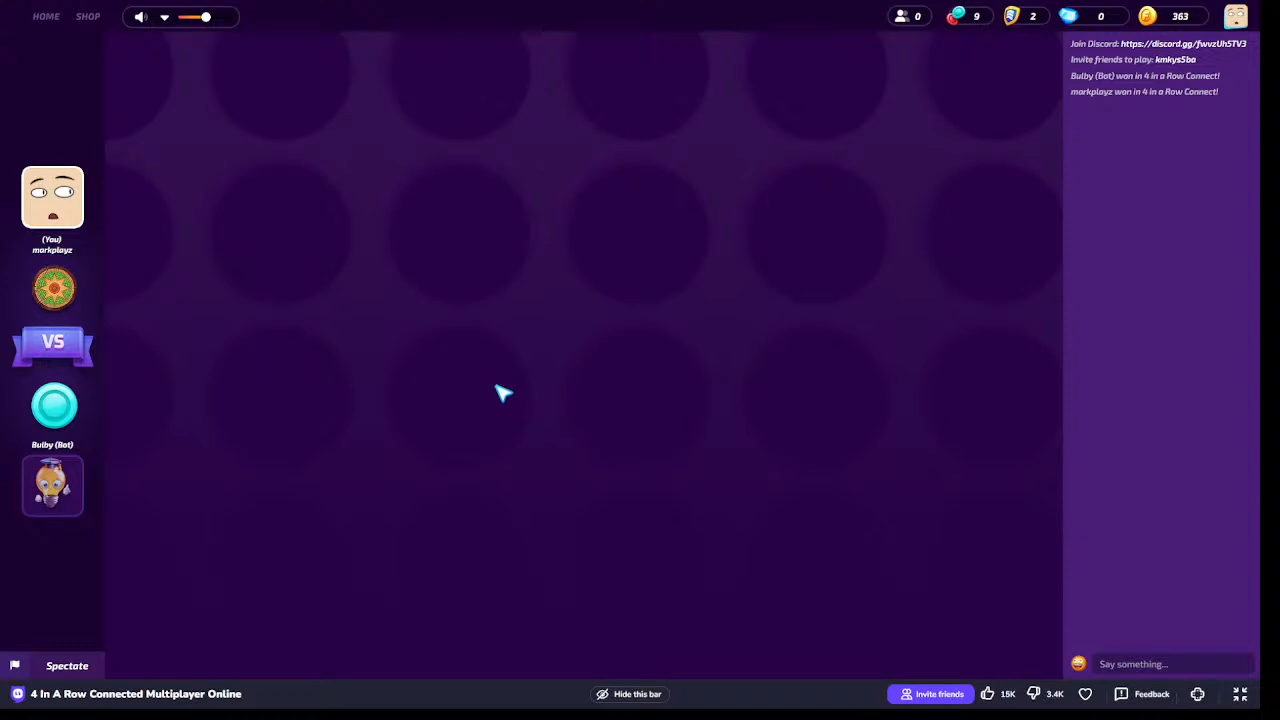 HOME SHOP
0 9 2 0 363
Join Discord: https://discord.gg/fwvzUh5TV3
Invite friends to play: kmkys5ba
Bulby (Bot) won in 4 in a Row Connect!
markplayz won in 4 in a Row Connect!
(You)
markplayz
VS
Bulby (Bot)
Spectate
Say something...
4 In A Row Connected Multiplayer Online
Hide this bar
Invite friends
15K
3.4K
Feedback